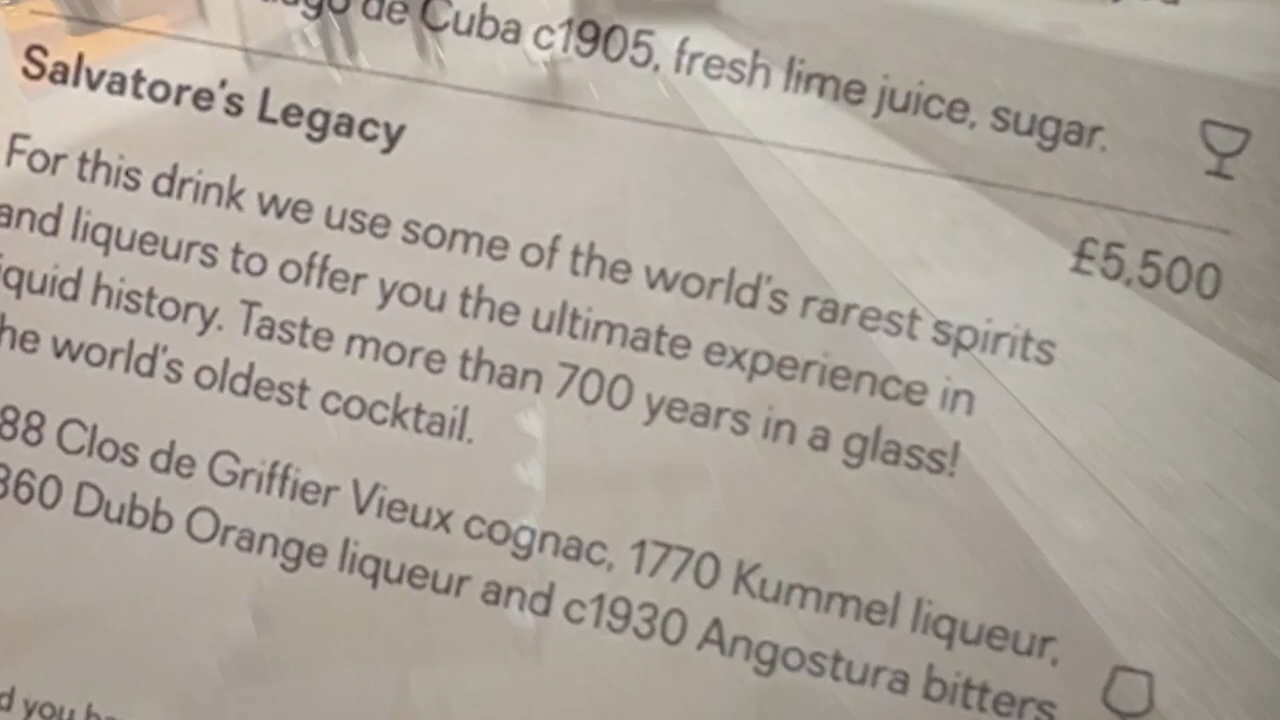 de Cuba c1905, fresh lime juice, sugar.
Salvatore's Legacy
£5,500
For this drink we use some of the world's rarest spirits
and liqueurs to offer you the ultimate experience in
iquid history. Taste more than 700 years in a glass!
he world's oldest cocktail.
88 Clos de Griffier Vieux cognac, 1770 Kummel liqueur,
860 Dubb Orange liqueur and c1930 Angostura bitters
d you